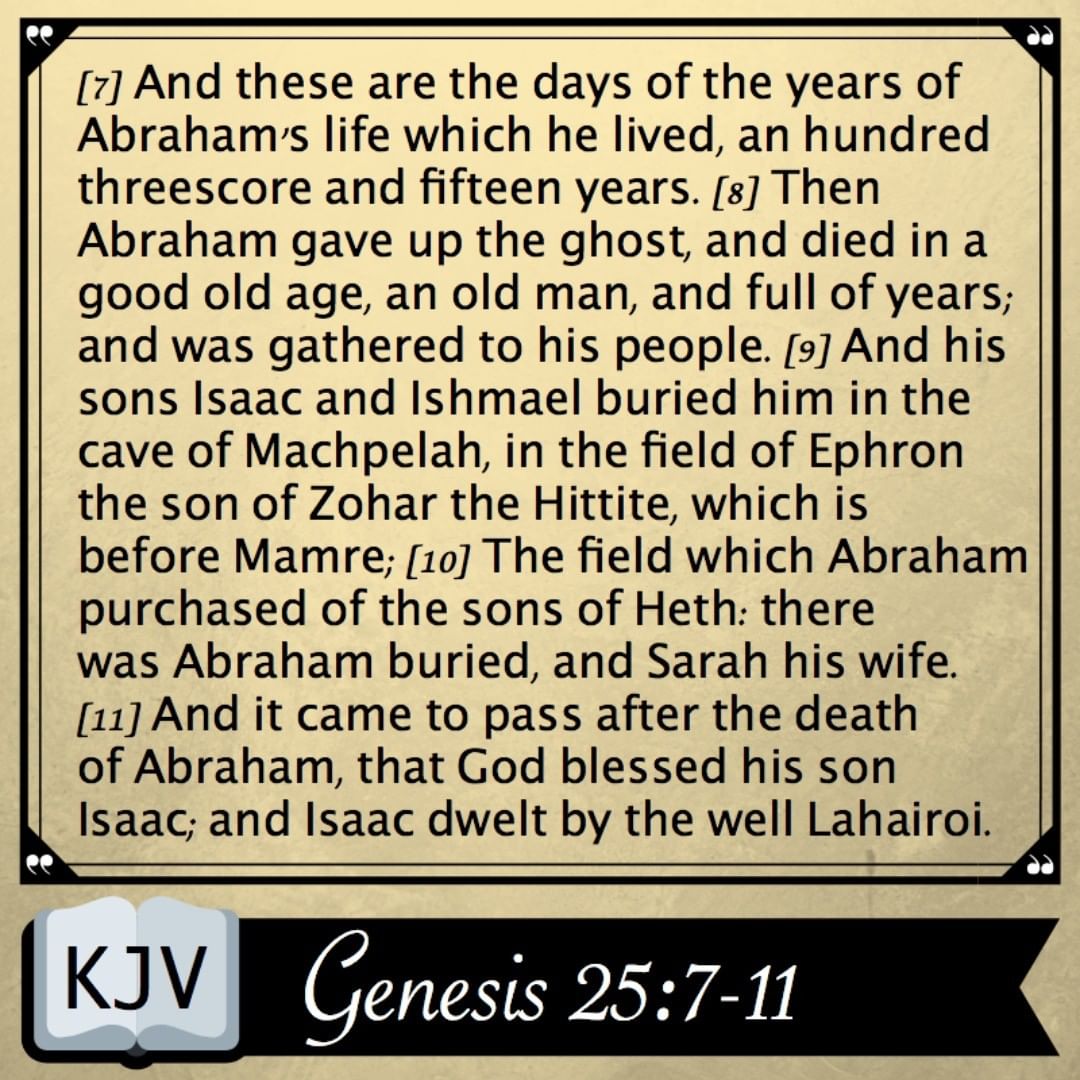 [7] And these are the days of the years of
Abraham's life which he lived, an hundred
threescore and fifteen years. [8] Then
Abraham gave up the ghost, and died in a
good old age, an old man, and full of years;
and was gathered to his people. [9] And his
sons Isaac and Ishmael buried him in the
cave of Machpelah, in the field of Ephron
the son of Zohar the Hittite, which is
before Mamre; [10] The field which Abraham
purchased of the sons of Heth: there
was Abraham buried, and Sarah his wife.
[11] And it came to pass after the death
of Abraham, that God blessed his son
Isaac; and Isaac dwelt by the well Lahairoi.
KJV
Genesis 25:7-11